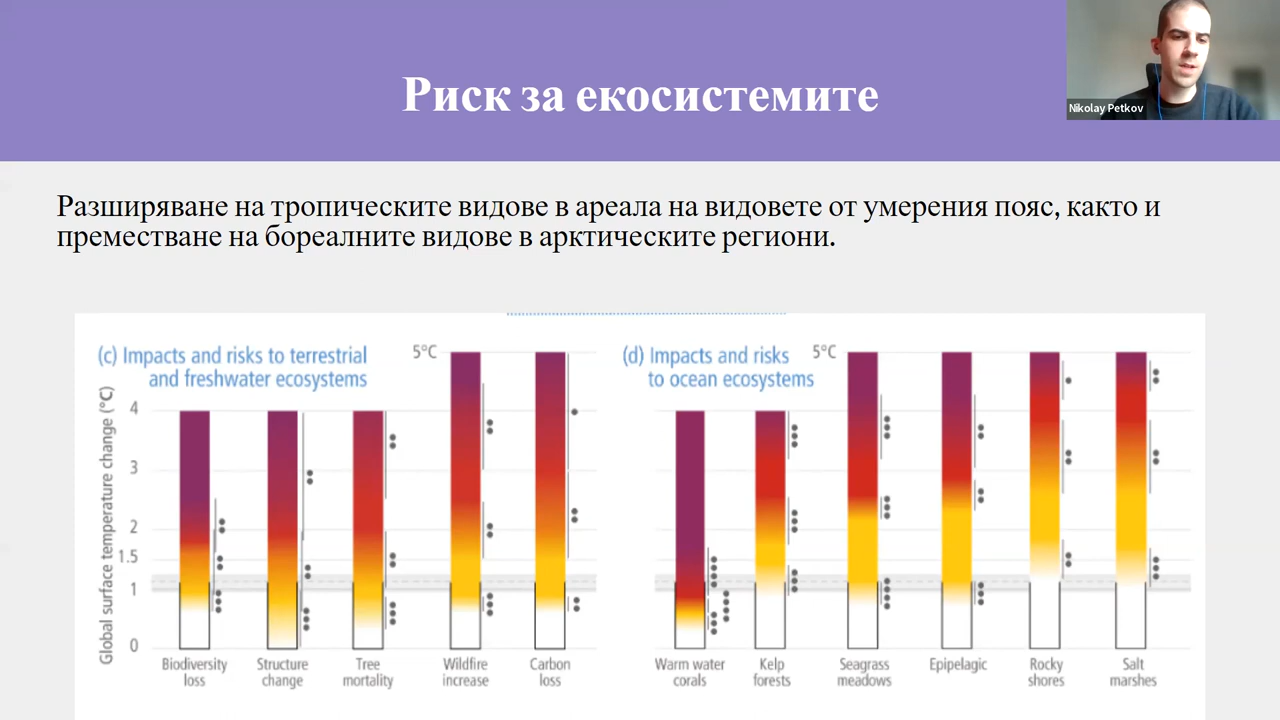 Риск за екосистемите
Nikolay Petkov
Разширяване на тропическите видове в ареала на видовете от умерения пояс, както и
преместване на бореалните видове в арктическите региони.
(c) Impacts and risks to terrestrial
and freshwater ecosystems
5°C
(d) Impacts and risks
to ocean ecosystems
5°C
Global surface temperature change (°C)
4
3
2
1.5
1
0
Biodiversity
loss
Structure
change
Tree
mortality
Wildfire
increase
Carbon
loss
Warm water
corals
Kelp
forests
Seagrass
meadows
Epipelagic
Rocky
shores
Salt
marshes